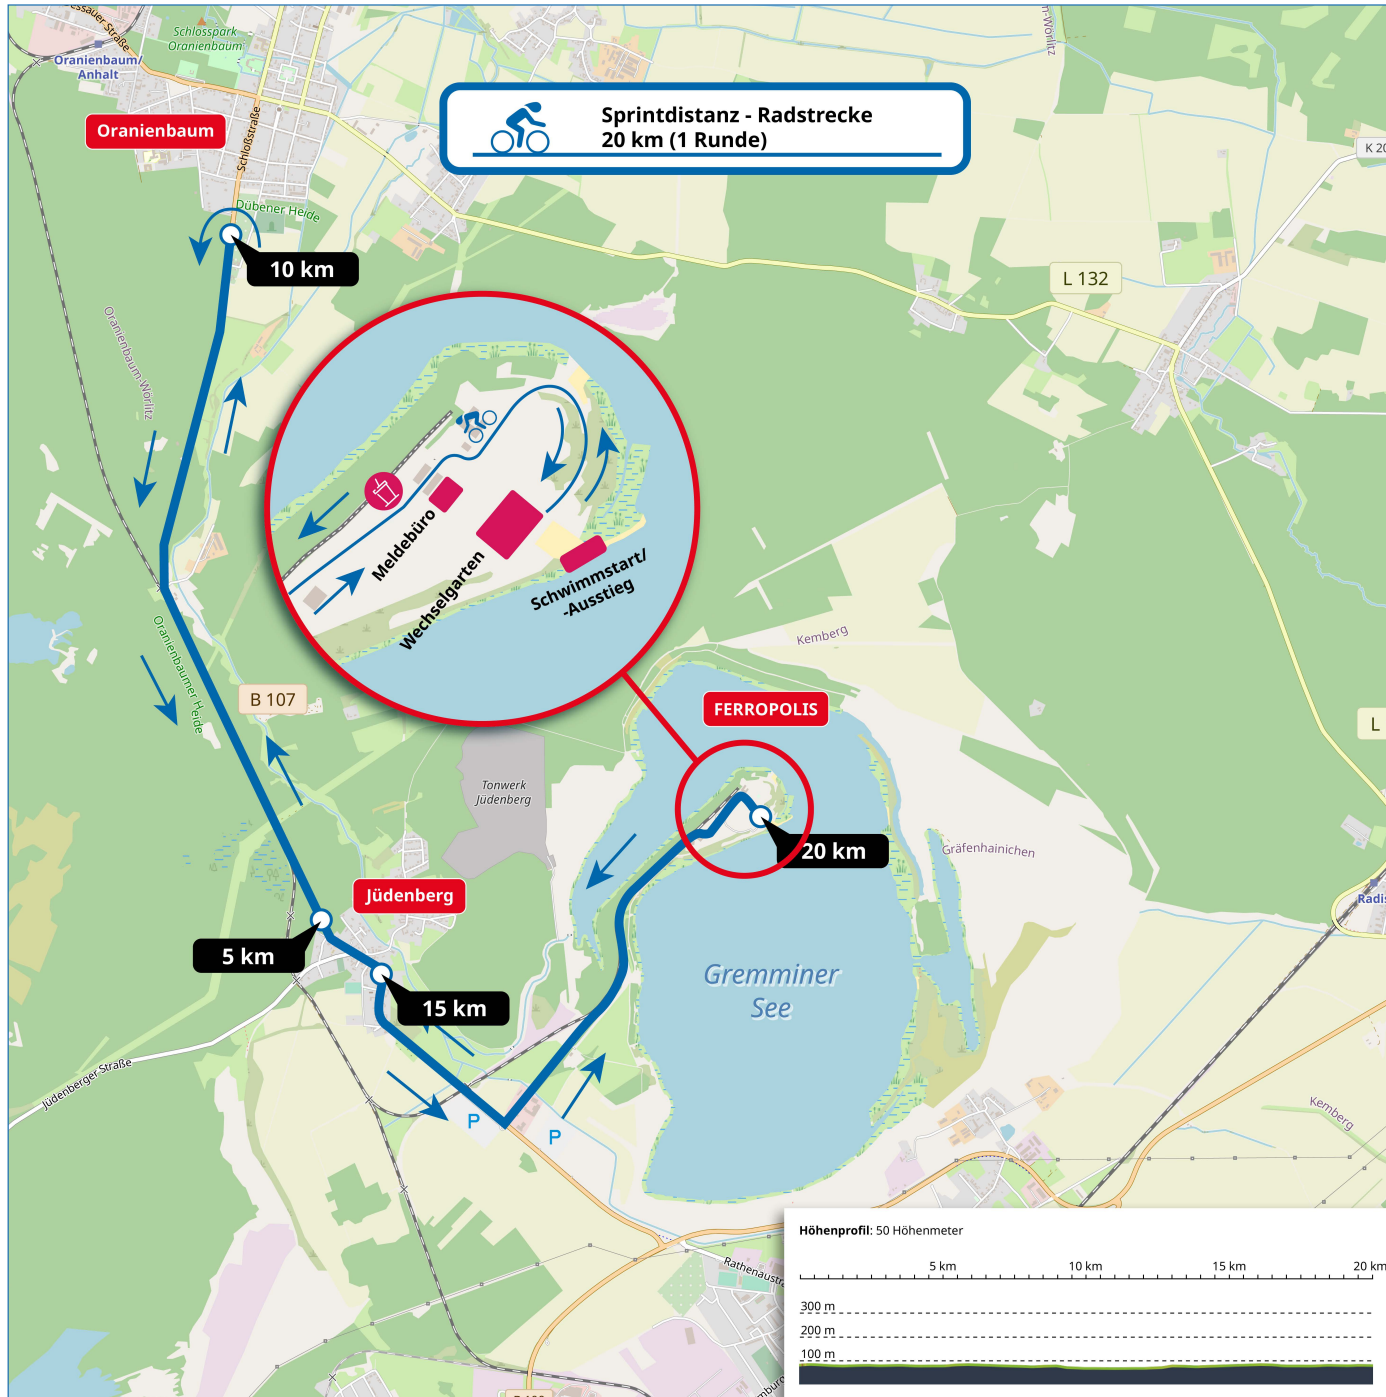 Schlosspark
Oranienbaum
Oranienbaum/
Anhalt
Oranienbaum
Schloßstraße
Sprintdistanz - Radstrecke
20 km (1 Runde)
K 20
Dübener Heide
10 km
L 132
Oranienbaum-Wörlitz
Meldebüro
Wechselgarten
Schwimmstart/
-Ausstieg
Kemberg
Oranienbaumer Heide
B 107
FERROPOLIS
L
Tonwerk
Jüdenberg
20 km
Gräfenhainichen
Jüdenberg
5 km
15 km
Gremminer
See
Jüdenberger Straße
P
P
Kemberg
Höhenprofil: 50 Höhenmeter
5 km
10 km
15 km
20 km
300 m
200 m
100 m